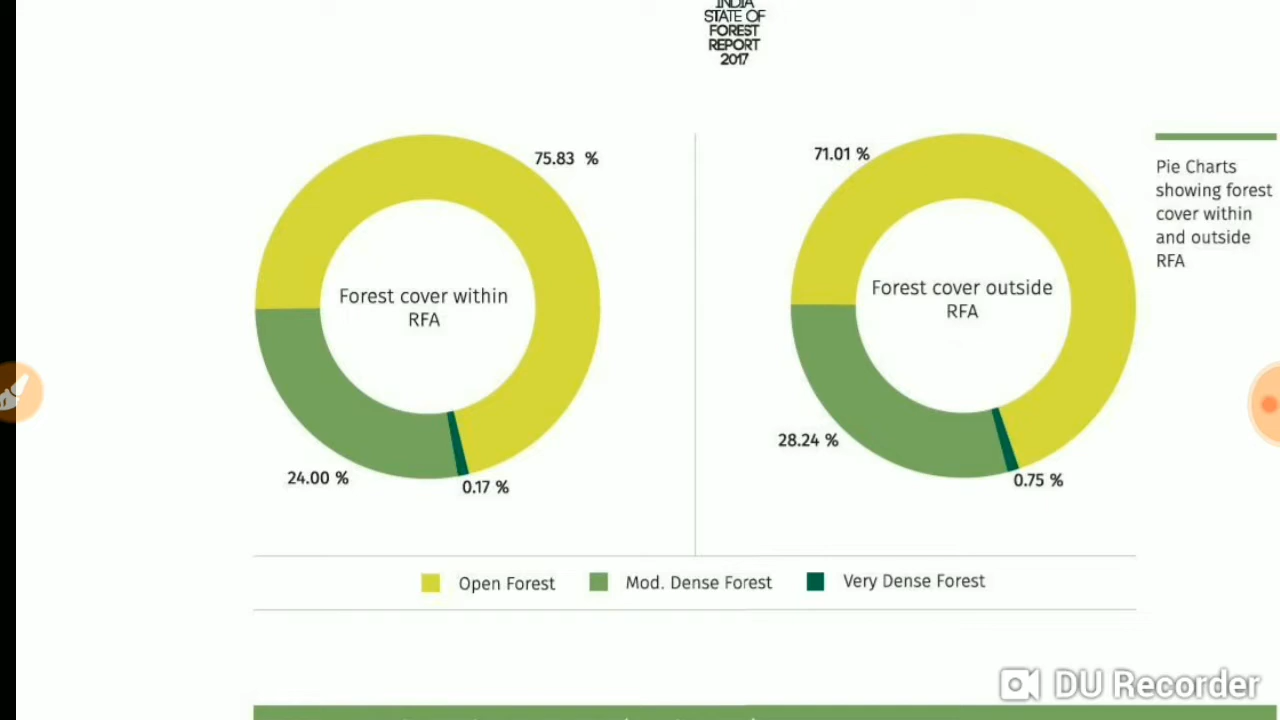 INDIA
STATE OF
FOREST
REPORT
2017
75.83 %
Forest cover within
RFA
24.00 %
0.17 %
71.01 %
Forest cover outside
RFA
28.24 %
0.75 %
Pie Charts
showing forest
cover within
and outside
RFA
Open Forest
Mod. Dense Forest
Very Dense Forest
DU Recorder